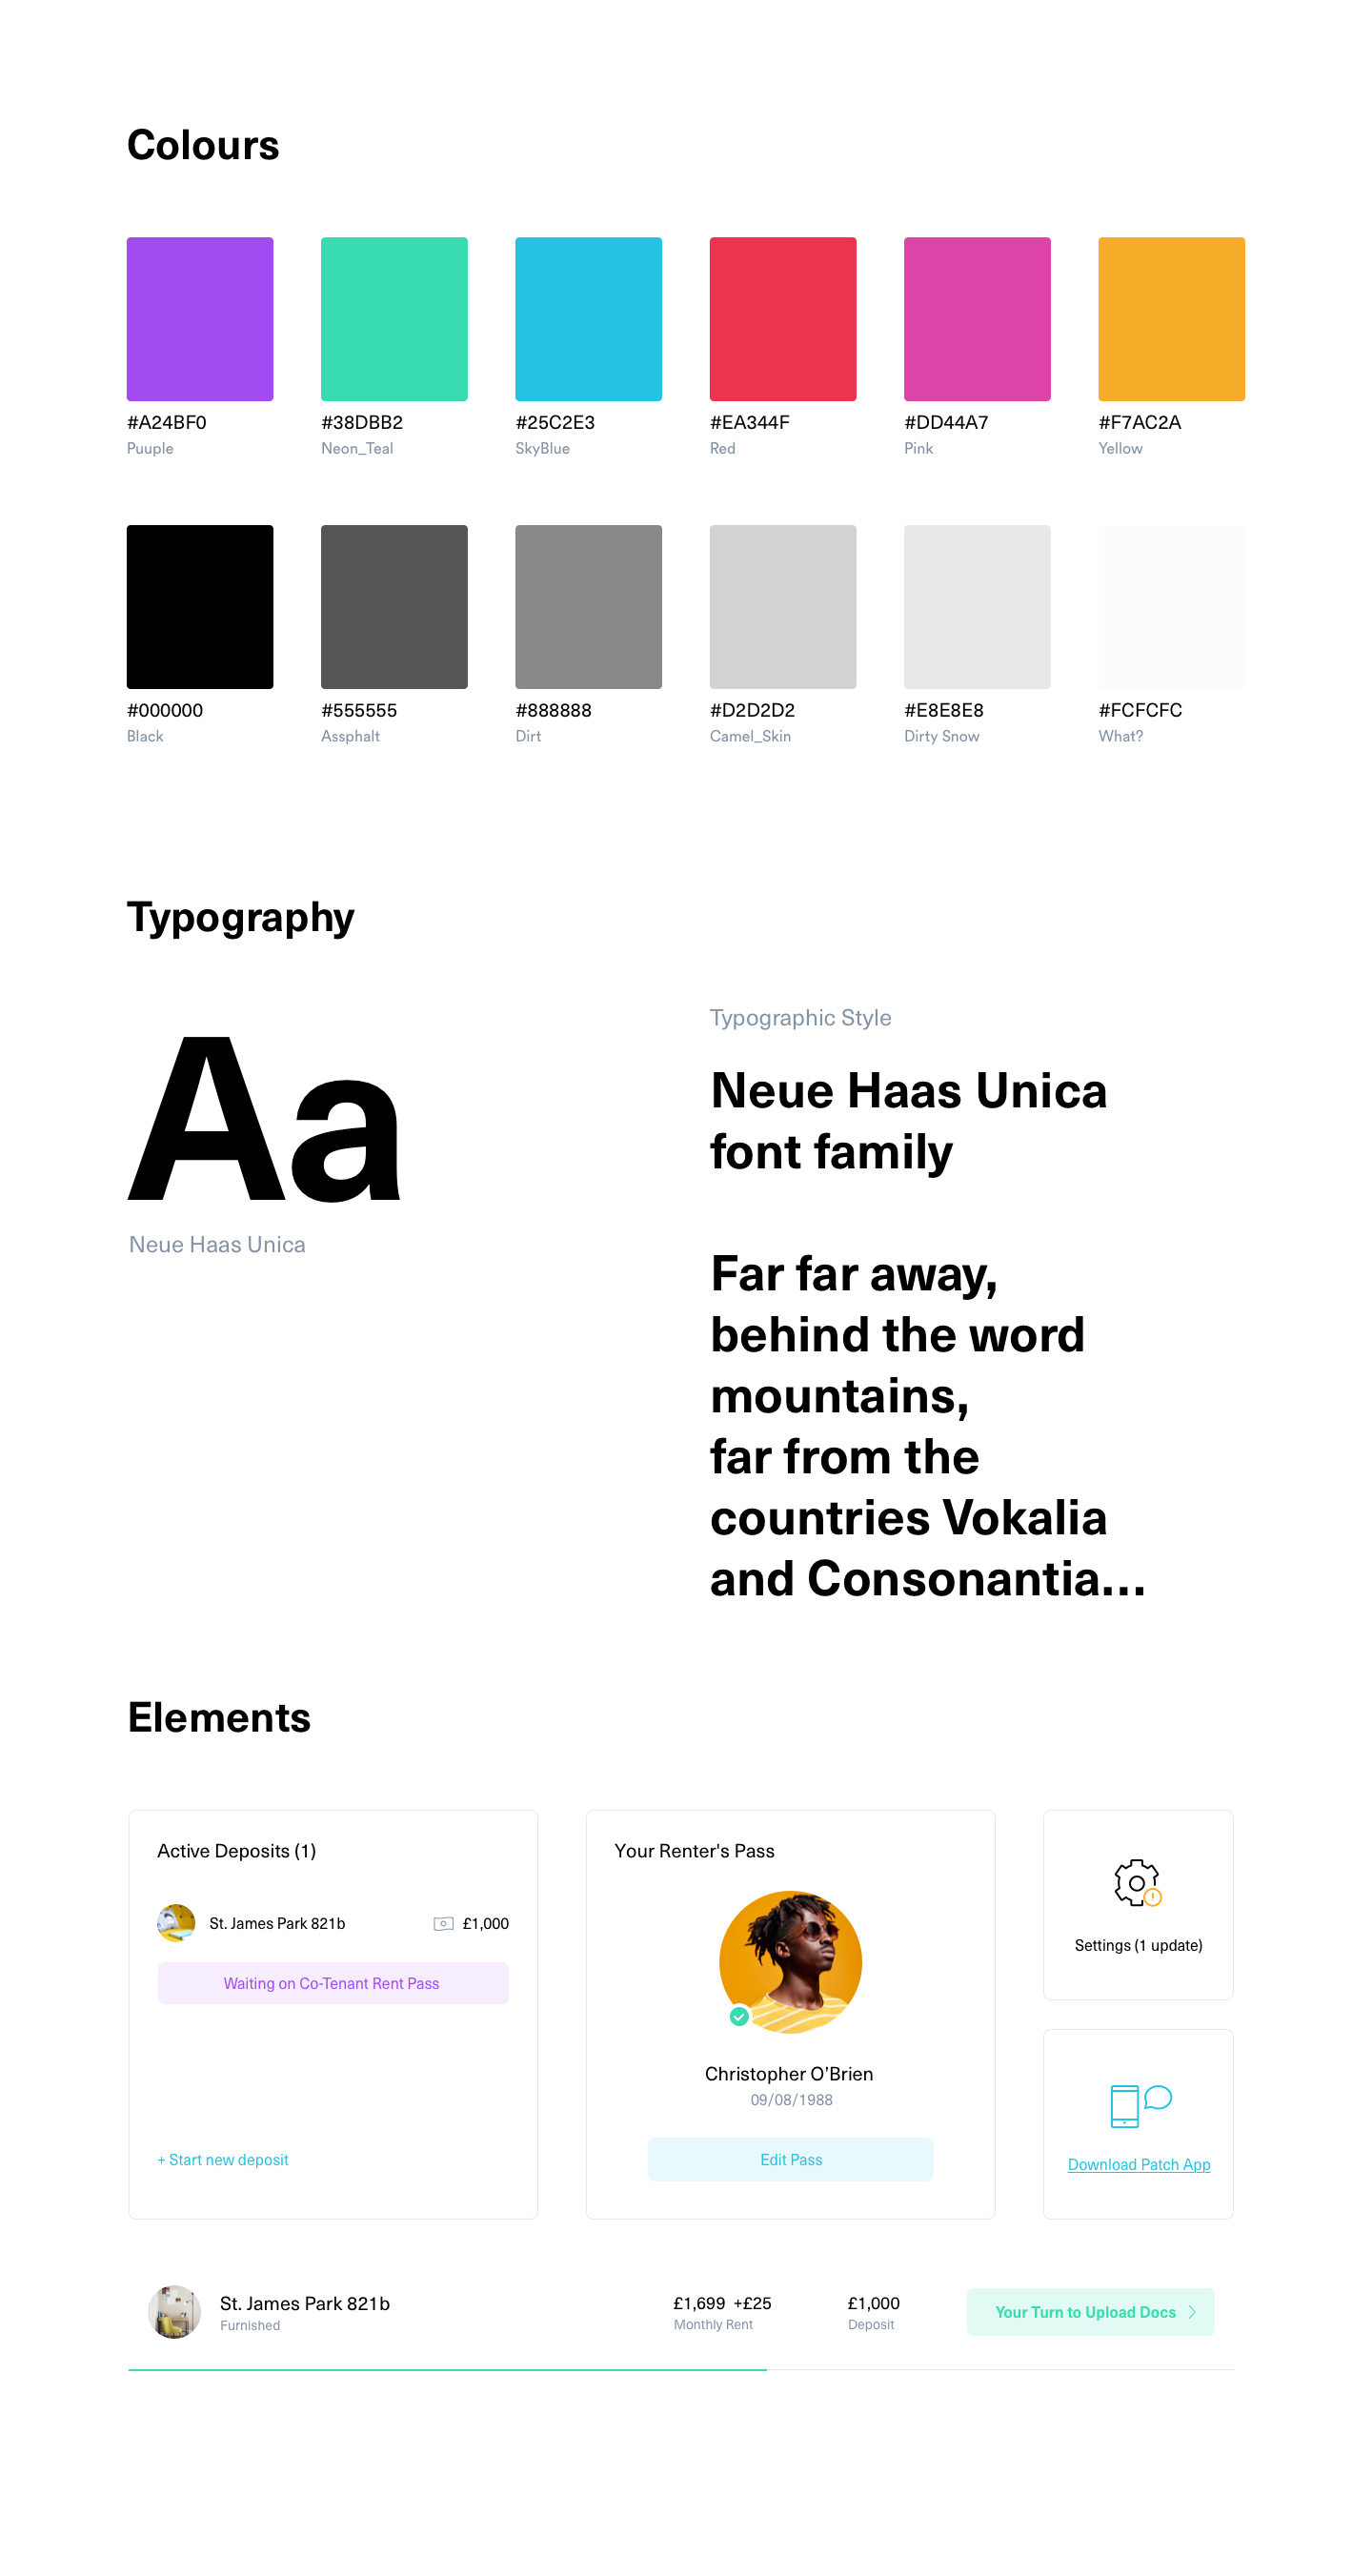 Colours
#A24BF0
Puuple
#38DBB2
Neon_Teal
#25C2E3
SkyBlue
#EA344F
Red
#DD44A7
Pink
#F7AC2A
Yellow
#000000
Black
#555555
Assphalt
#888888
Dirt
#D2D2D2
Camel_Skin
#E8E8E8
Dirty Snow
#FCFCFC
What?
Typography
Aa
Neue Haas Unica
Typographic Style
Neue Haas Unica
font family
Far far away,
behind the word
mountains,
far from the
countries Vokalia
and Consonantia...
Elements
Active Deposits (1)
St. James Park 821b
£1,000
Waiting on Co-Tenant Rent Pass
+ Start new deposit
Your Renter's Pass
Christopher O’Brien
09/08/1988
Edit Pass
Settings (1 update)
Download Patch App
St. James Park 821b
Furnished
£1,699 +£25
Monthly Rent
£1,000
Deposit
Your Turn to Upload Docs